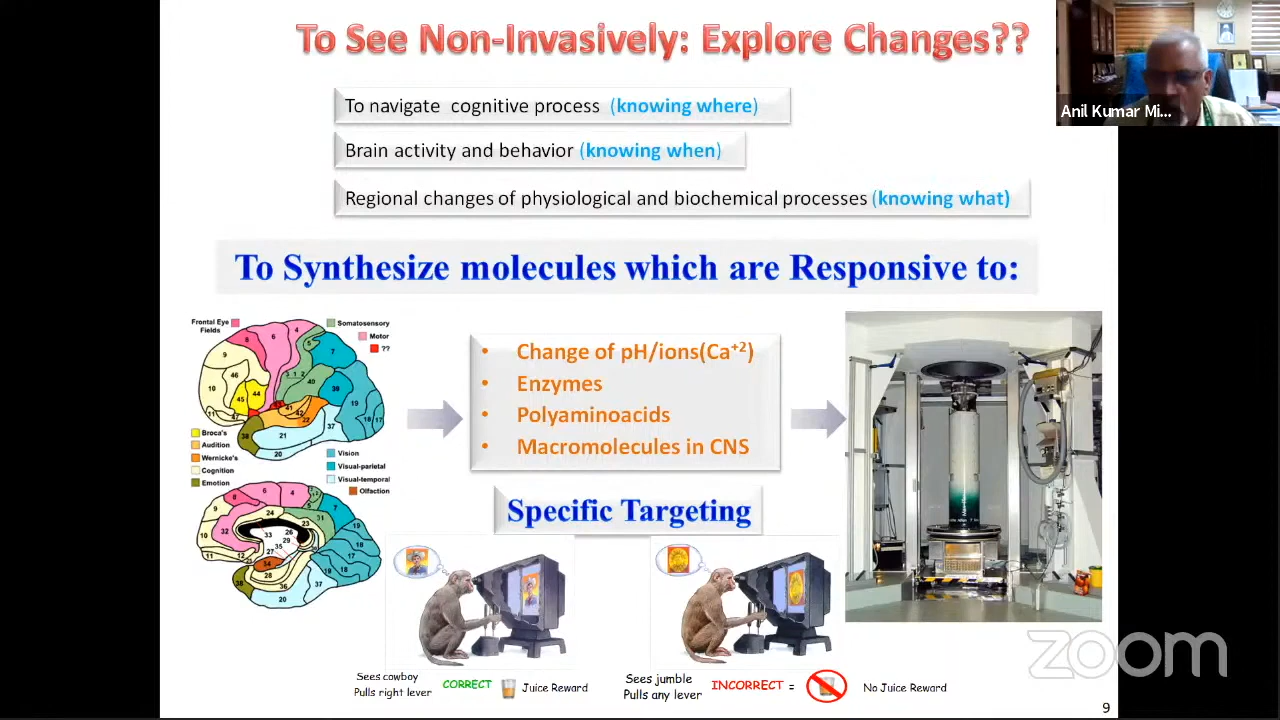 To See Non-Invasively: Explore Changes??
Anil Kumar Mi...
To navigate cognitive process (knowing where)
Brain activity and behavior (knowing when)
Regional changes of physiological and biochemical processes (knowing what)
To Synthesize molecules which are Responsive to:
Frontal Eye
Fields
Somatosensory
Motor
??
Broca's
Audition
Wernicke's
Cognition
Emotion
Vision
Visual-parietal
Visual-temporal
Olfaction
• Change of pH/ions(Ca+2)
• Enzymes
• Polyaminoacids
• Macromolecules in CNS
Specific Targeting
Sees cowboy
Pulls right lever
CORRECT
Juice Reward
Sees jumble
Pulls any lever
INCORRECT =
No Juice Reward
zoom
9